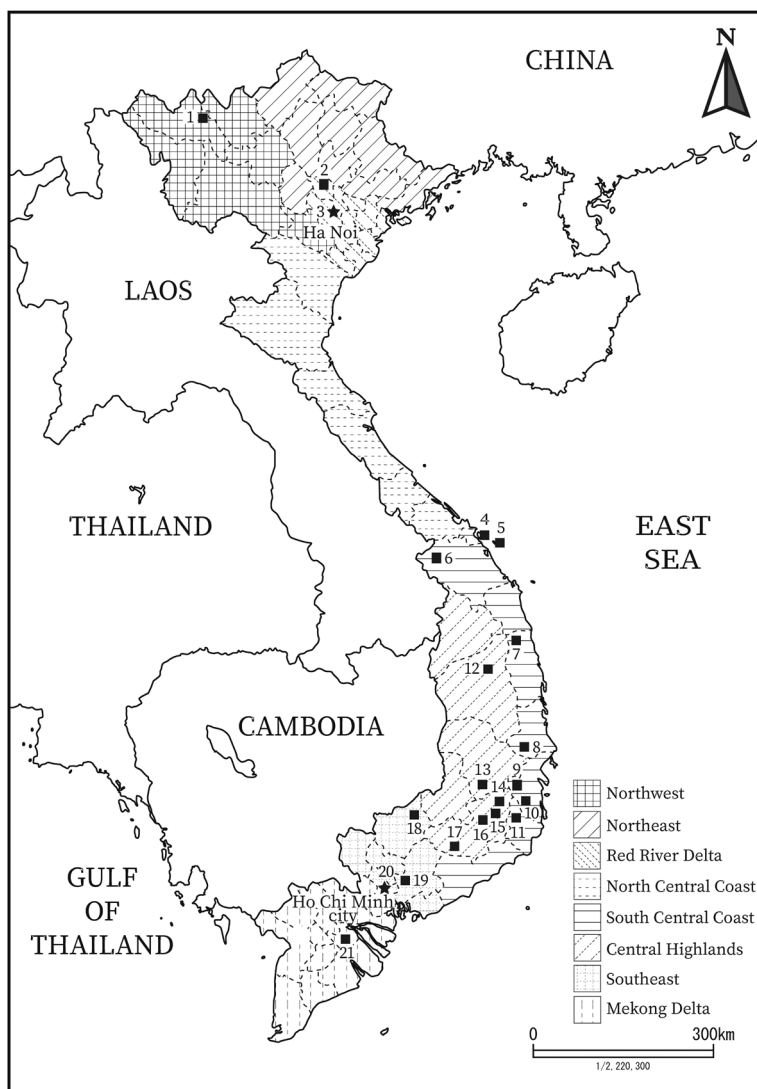 CHINA
N
1
2
3
Ha Noi
LAOS
THAILAND
4
5
6
EAST
SEA
7
12
CAMBODIA
8
13
9
14
10
15
11
16
17
18
20
19
Ho Chi Minh
city
21
GULF
OF
THAILAND
Northwest
Northeast
Red River Delta
North Central Coast
South Central Coast
Central Highlands
Southeast
Mekong Delta
0 300km
1/2, 220, 300